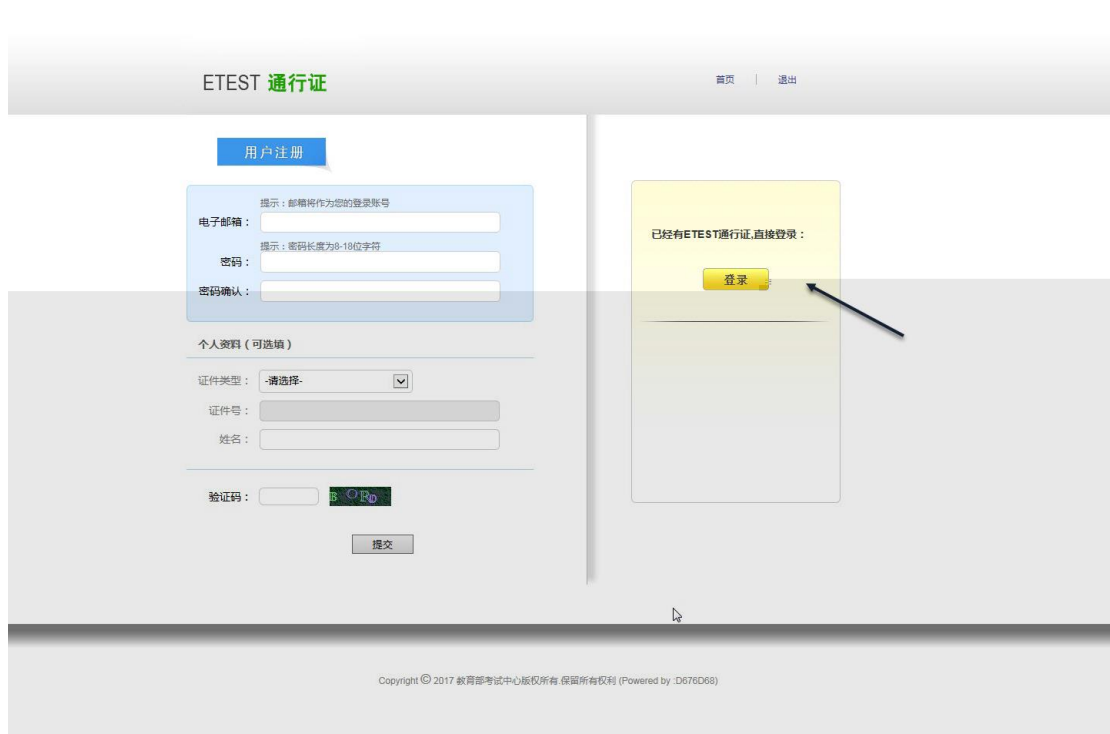 ETEST 通行证
首页 | 退出
用户注册
提示：邮箱将作为您的登录账号
电子邮箱：
提示：密码长度为8-18位字符
密码：
密码确认：
个人资料（可选填）
证件类型： -请选择-
证件号：
姓名：
验证码：
提交
已经有ETEST通行证,直接登录：
登录
Copyright © 2017 教育部考试中心版权所有.保留所有权利 (Powered by :D676D68)